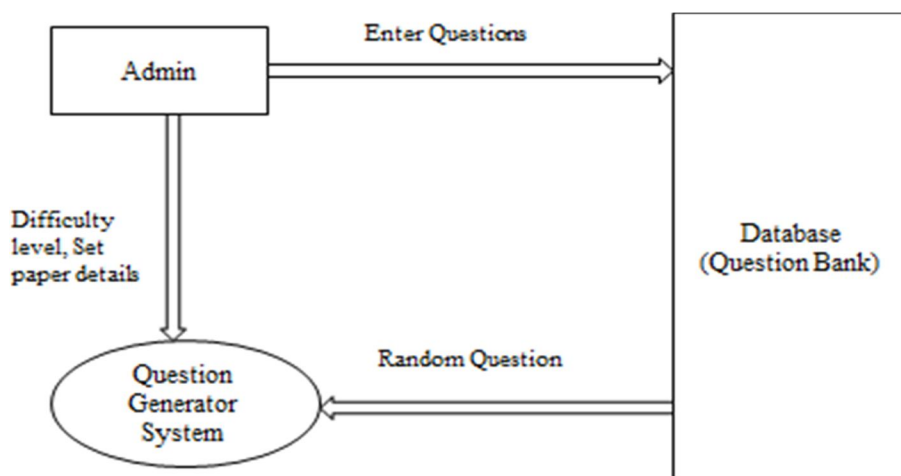 Enter Questions
Admin
Difficulty
level, Set
paper details
Database
(Question Bank)
Random Question
Question
Generator
System